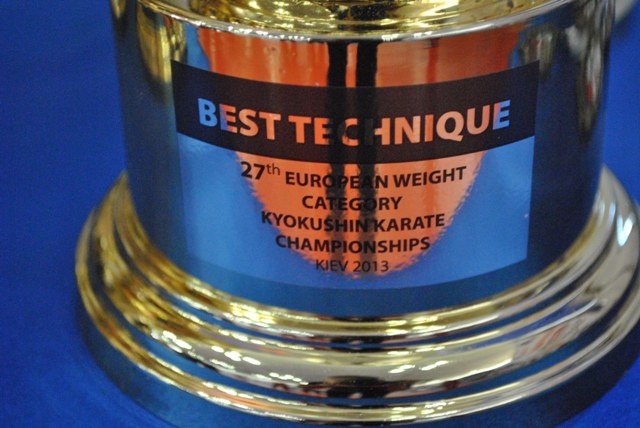 BEST TECHNIQUE
27th EUROPEAN WEIGHT
CATEGORY
KYOKUSHIN KARATE
CHAMPIONSHIPS
KIEV 2013